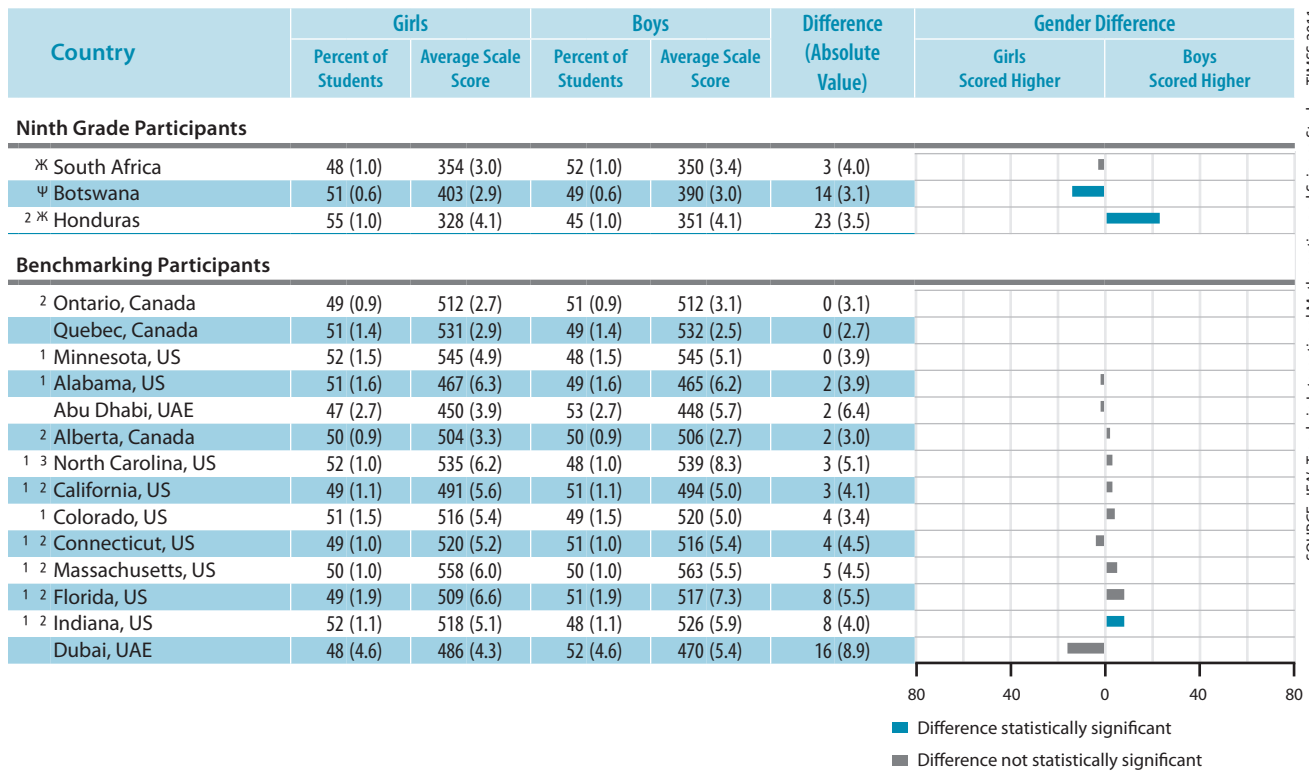 Country Girls Boys Difference (Absolute Value) Gender Difference
Percent of Students Average Scale Score Percent of Students Average Scale Score Girls Scored Higher Boys Scored Higher
Ninth Grade Participants
Ж South Africa 48 (1.0) 354 (3.0) 52 (1.0) 350 (3.4) 3 (4.0)
Ψ Botswana 51 (0.6) 403 (2.9) 49 (0.6) 390 (3.0) 14 (3.1)
2 Ж Honduras 55 (1.0) 328 (4.1) 45 (1.0) 351 (4.1) 23 (3.5)
Benchmarking Participants
2 Ontario, Canada 49 (0.9) 512 (2.7) 51 (0.9) 512 (3.1) 0 (3.1)
Quebec, Canada 51 (1.4) 531 (2.9) 49 (1.4) 532 (2.5) 0 (2.7)
1 Minnesota, US 52 (1.5) 545 (4.9) 48 (1.5) 545 (5.1) 0 (3.9)
1 Alabama, US 51 (1.6) 467 (6.3) 49 (1.6) 465 (6.2) 2 (3.9)
Abu Dhabi, UAE 47 (2.7) 450 (3.9) 53 (2.7) 448 (5.7) 2 (6.4)
2 Alberta, Canada 50 (0.9) 504 (3.3) 50 (0.9) 506 (2.7) 2 (3.0)
1 3 North Carolina, US 52 (1.0) 535 (6.2) 48 (1.0) 539 (8.3) 3 (5.1)
1 2 California, US 49 (1.1) 491 (5.6) 51 (1.1) 494 (5.0) 3 (4.1)
1 Colorado, US 51 (1.5) 516 (5.4) 49 (1.5) 520 (5.0) 4 (3.4)
1 2 Connecticut, US 49 (1.0) 520 (5.2) 51 (1.0) 516 (5.4) 4 (4.5)
1 2 Massachusetts, US 50 (1.0) 558 (6.0) 50 (1.0) 563 (5.5) 5 (4.5)
1 2 Florida, US 49 (1.9) 509 (6.6) 51 (1.9) 517 (7.3) 8 (5.5)
1 2 Indiana, US 52 (1.1) 518 (5.1) 48 (1.1) 526 (5.9) 8 (4.0)
Dubai, UAE 48 (4.6) 486 (4.3) 52 (4.6) 470 (5.4) 16 (8.9)
80 40 0 40 80
Difference statistically significant
Difference not statistically significant